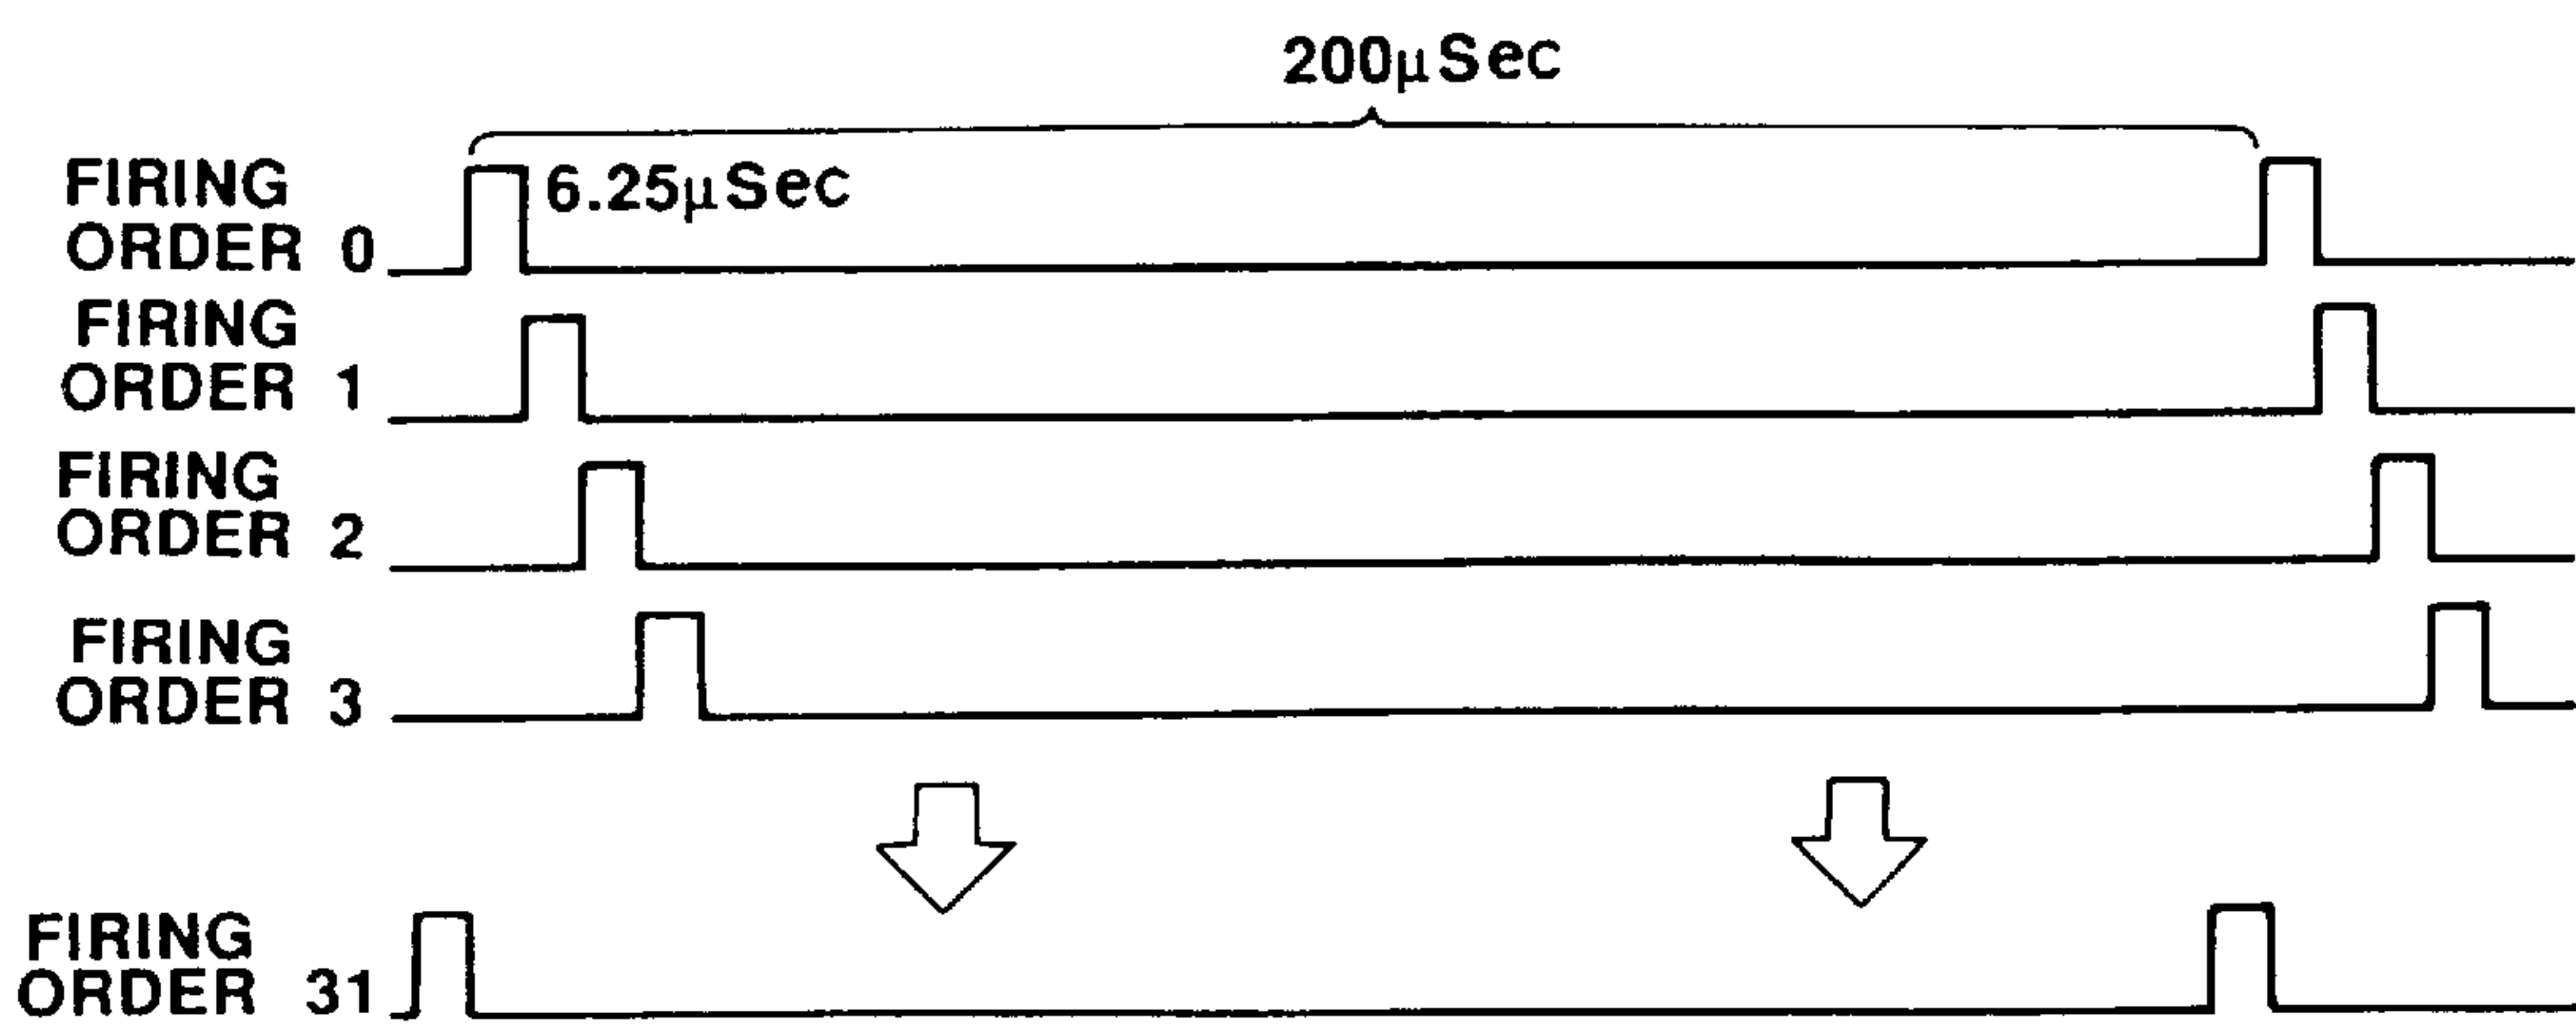 200μSec
FIRING
ORDER 0
6.25μSec
FIRING
ORDER 1
FIRING
ORDER 2
FIRING
ORDER 3
FIRING
ORDER 31